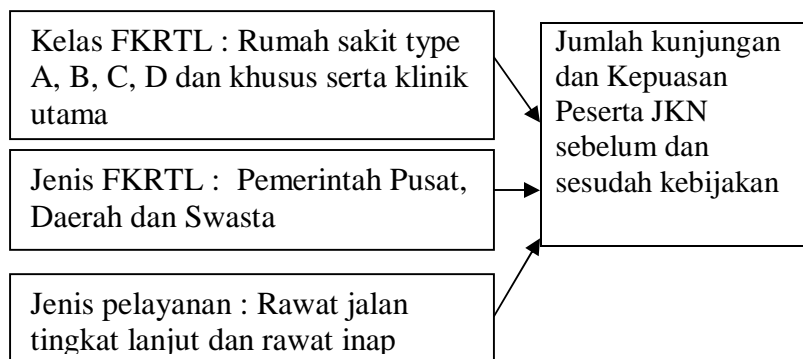 Kelas FKRTL : Rumah sakit type
A, B, C, D dan khusus serta klinik
utama
Jenis FKRTL :  Pemerintah Pusat,
Daerah dan Swasta
Jenis pelayanan : Rawat jalan
tingkat lanjut dan rawat inap
Jumlah kunjungan
dan Kepuasan
Peserta JKN
sebelum dan
sesudah kebijakan